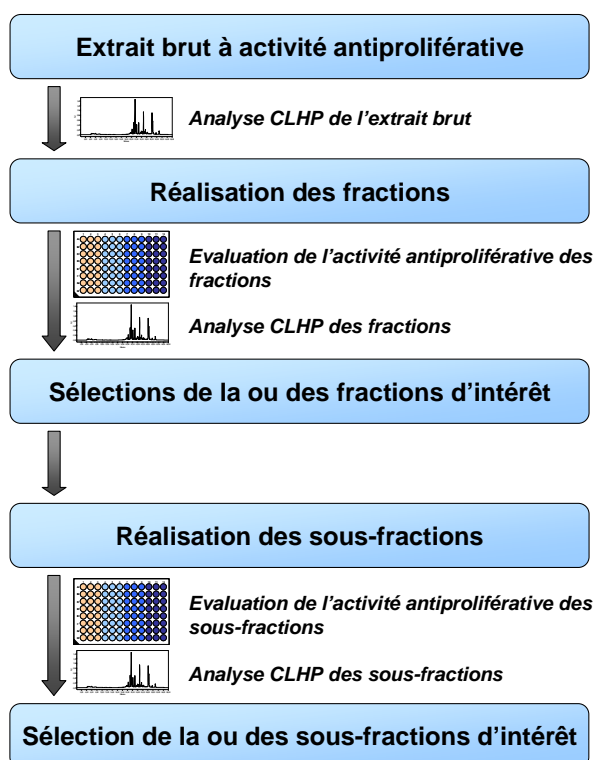 Extrait brut à activité antiproliférative
Analyse CLHP de l'extrait brut
Réalisation des fractions
Evaluation de l'activité antiproliférative des
fractions
Analyse CLHP des fractions
Sélections de la ou des fractions d'intérêt
Réalisation des sous-fractions
Evaluation de l'activité antiproliférative des
sous-fractions
Analyse CLHP des sous-fractions
Sélection de la ou des sous-fractions d'intérêt